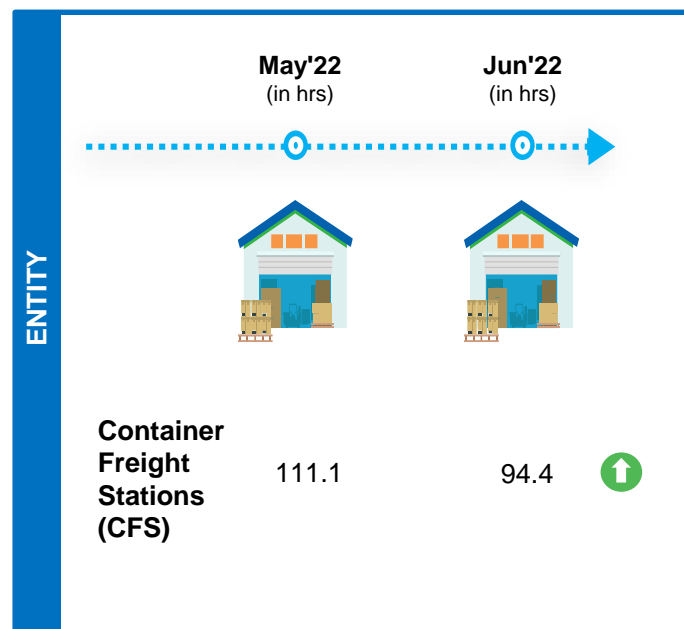 ENTITY
May'22
(in hrs)
Jun'22
(in hrs)
Container
Freight
Stations
(CFS)
111.1
94.4